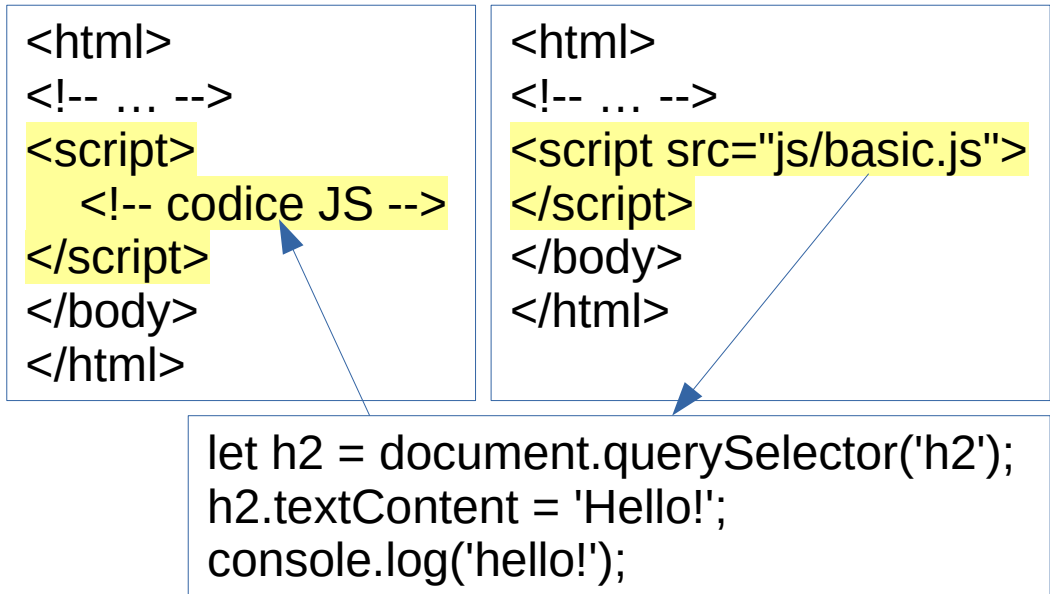 <html>
<!-- … -->
<script>
<!-- codice JS -->
</script>
</body>
</html>
<html>
<!-- … -->
<script src="js/basic.js">
</script>
</body>
</html>
let h2 = document.querySelector('h2');
h2.textContent = 'Hello!';
console.log('hello!');